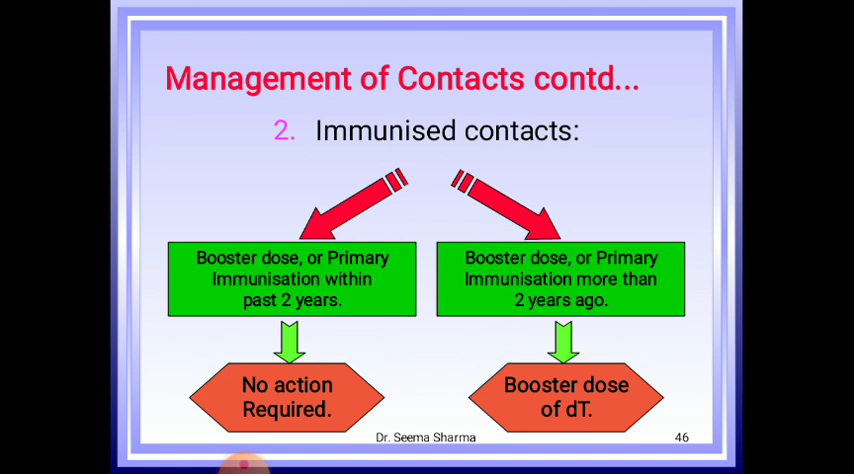 Management of Contacts contd...
2. Immunised contacts:
Booster dose, or Primary
Immunisation within
past 2 years.
Booster dose, or Primary
Immunisation more than
2 years ago.
No action
Required.
Booster dose
of dT.
Dr. Seema Sharma
46